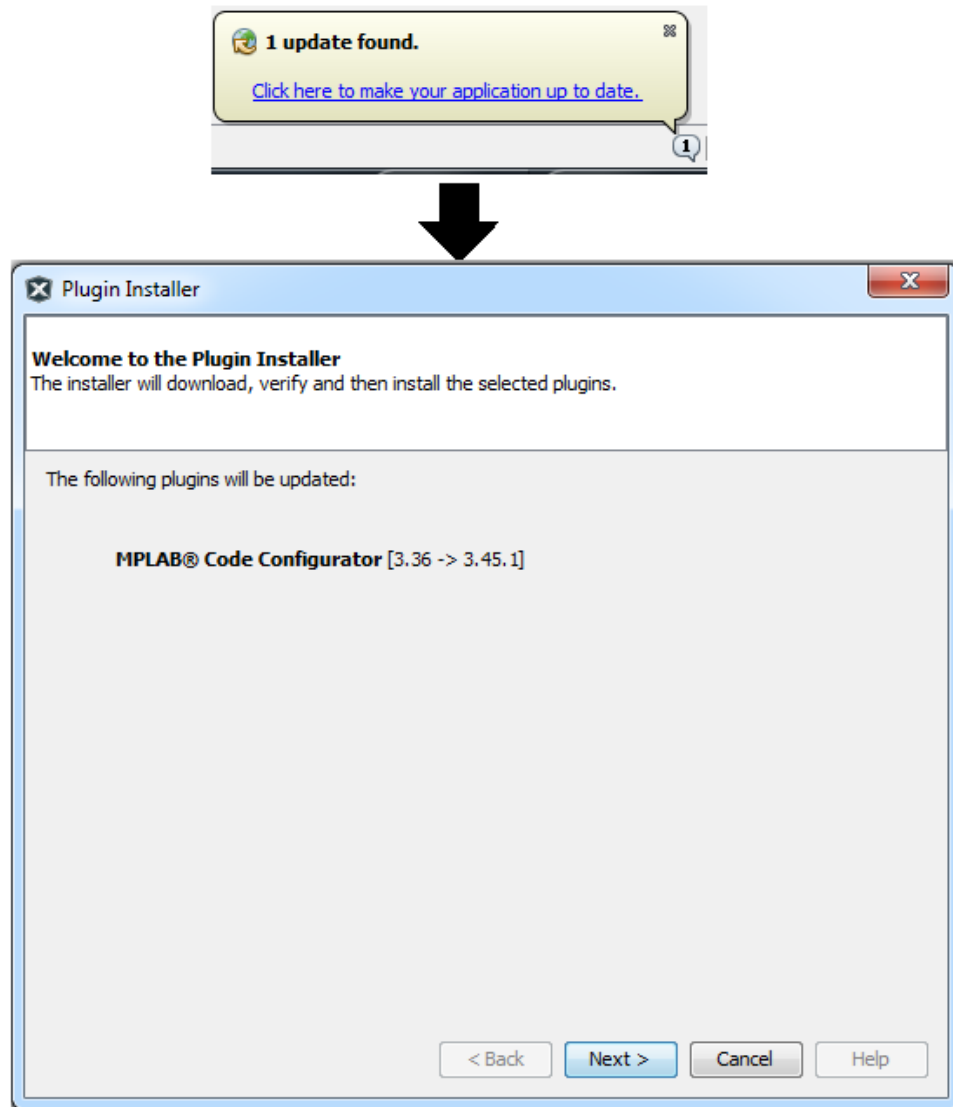 1 update found.
Click here to make your application up to date.
1
Plugin Installer
Welcome to the Plugin Installer
The installer will download, verify and then install the selected plugins.
The following plugins will be updated:
MPLAB® Code Configurator [3.36 -> 3.45.1]
< Back Next > Cancel Help